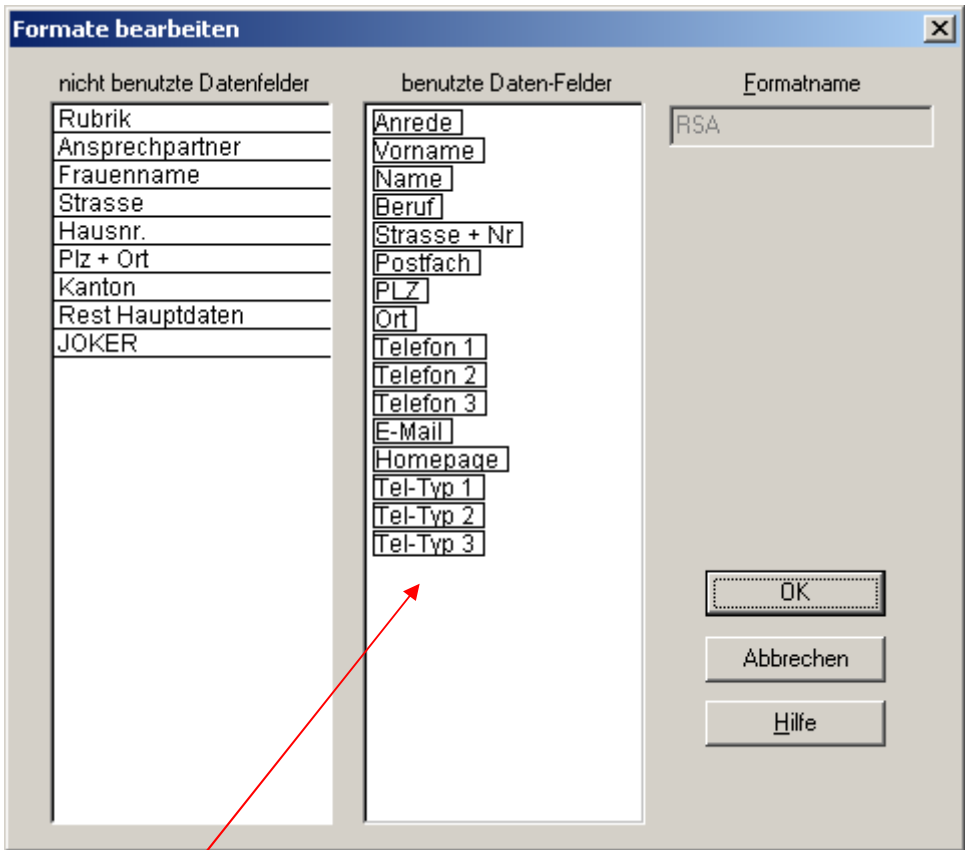 Formate bearbeiten
nicht benutzte Datenfelder
Rubrik
Ansprechpartner
Frauenname
Strasse
Hausnr.
Plz + Ort
Kanton
Rest Hauptdaten
JOKER
benutzte Daten-Felder
Anrede
Vorname
Name
Beruf
Strasse + Nr
Postfach
PLZ
Ort
Telefon 1
Telefon 2
Telefon 3
E-Mail
Homepage
Tel-Typ 1
Tel-Typ 2
Tel-Typ 3
Formatname
RSA
OK
Abbrechen
Hilfe